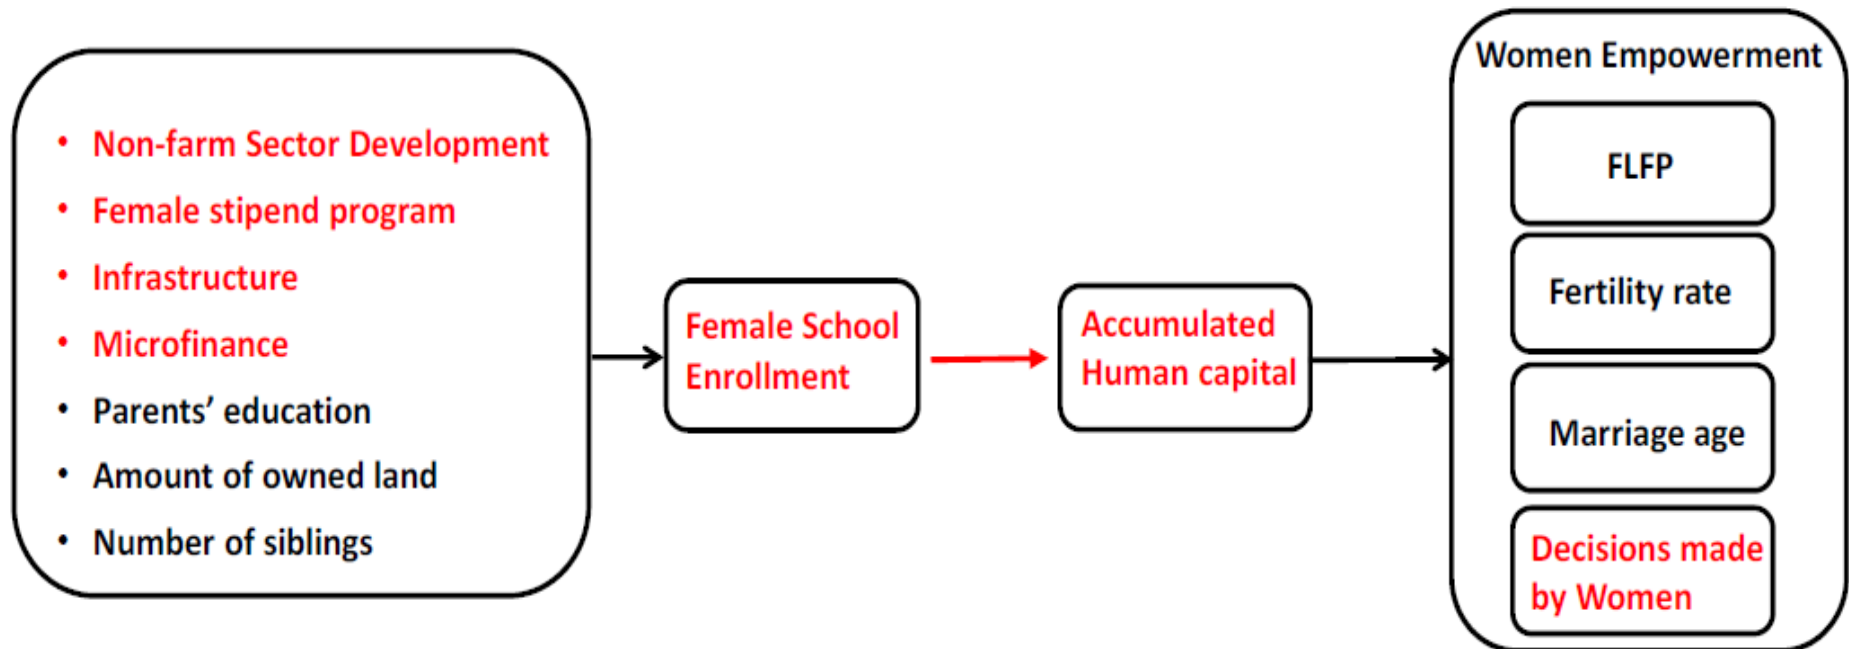 • Non-farm Sector Development
• Female stipend program
• Infrastructure
• Microfinance
• Parents’ education
• Amount of owned land
• Number of siblings
Female School
Enrollment
Accumulated
Human capital
Women Empowerment
FLFP
Fertility rate
Marriage age
Decisions made
by Women